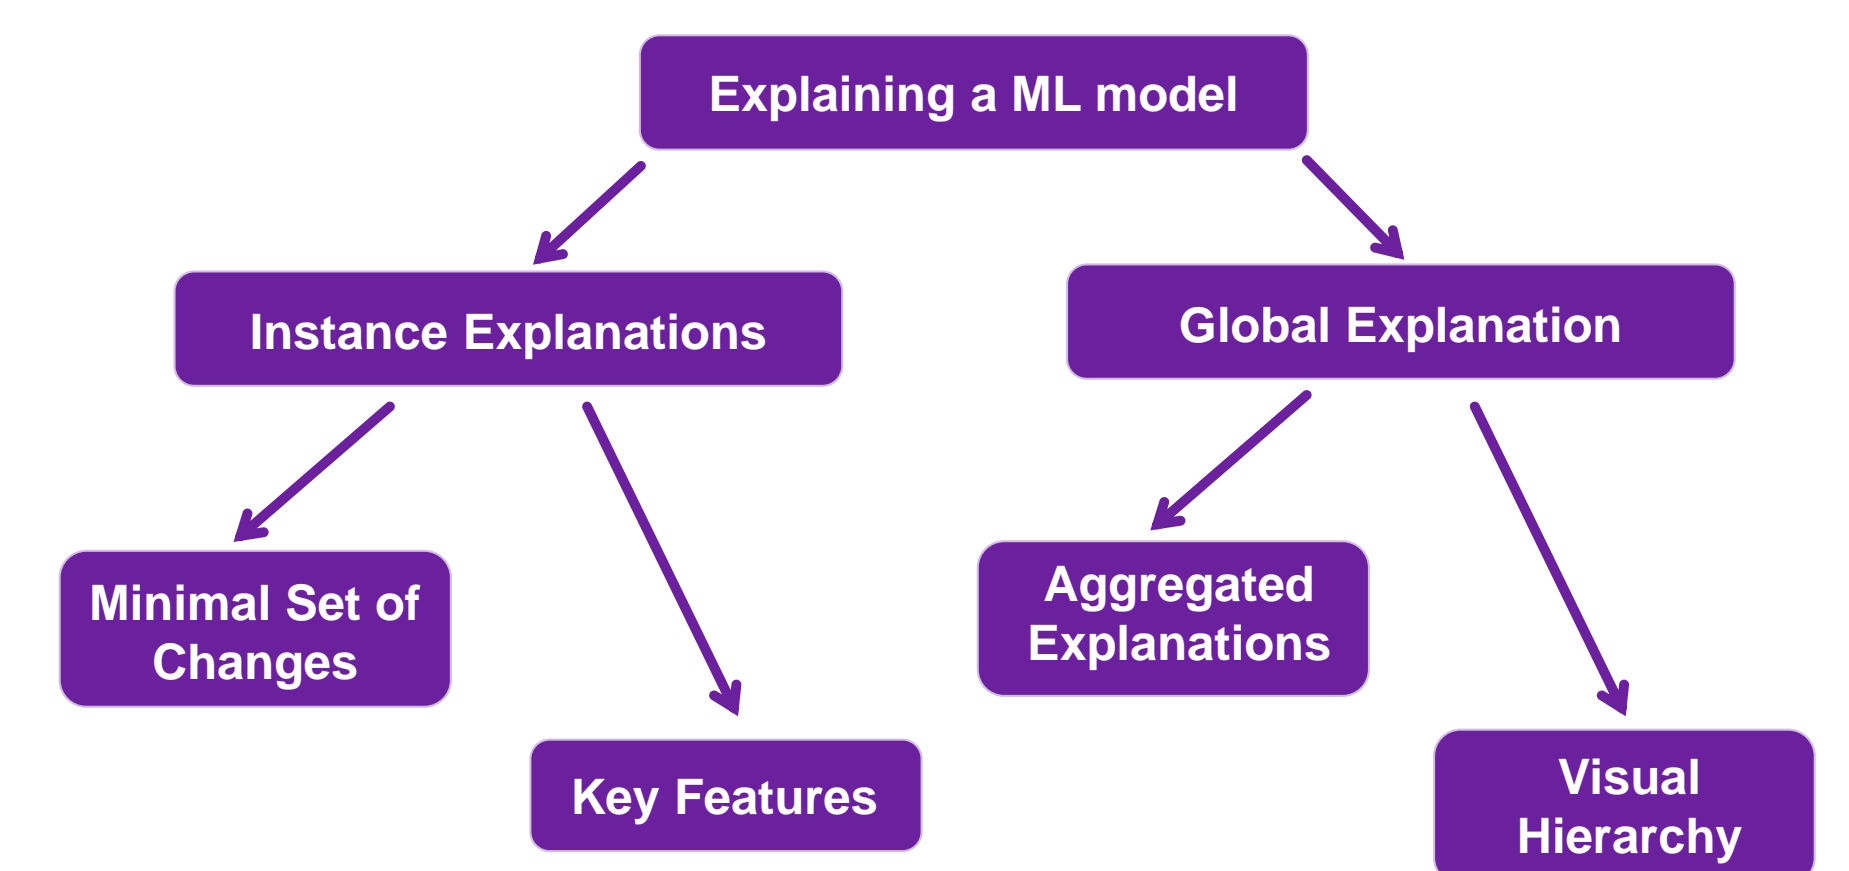 Explaining a ML model
Instance Explanations
Global Explanation
Minimal Set of
Changes
Key Features
Aggregated
Explanations
Visual
Hierarchy